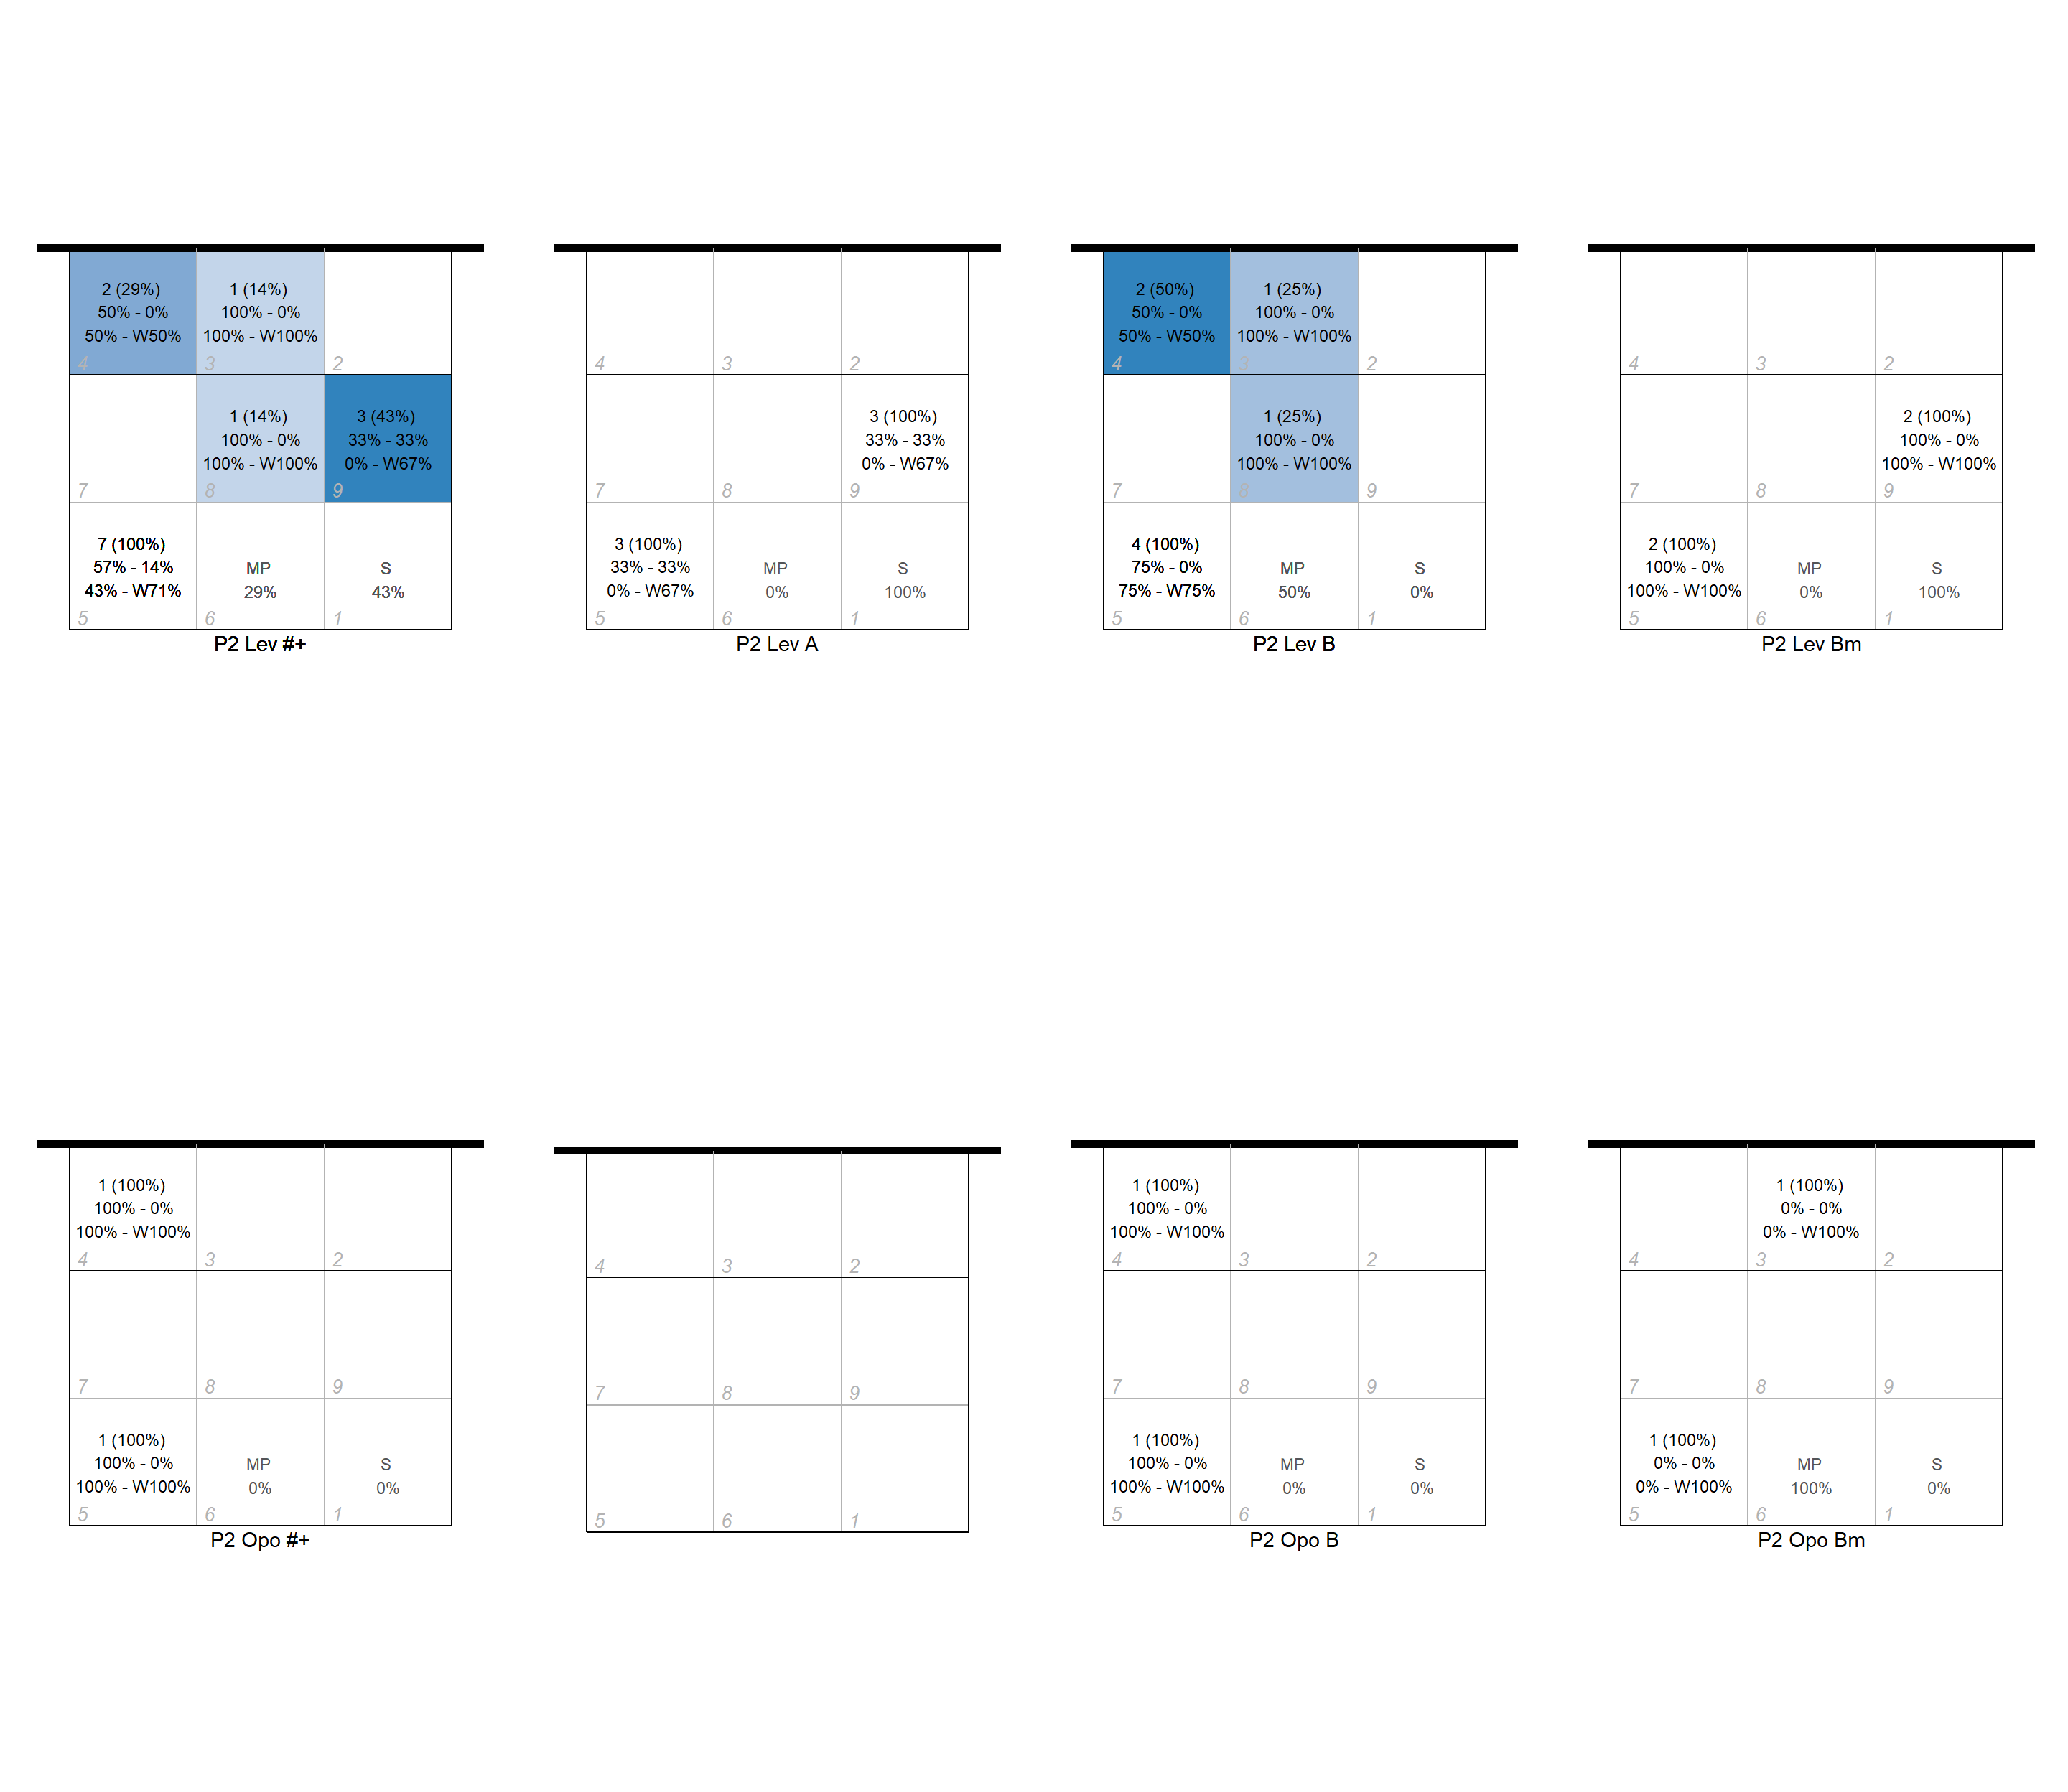 2 (29%)
50% - 0%
50% - W50%
4
1 (14%)
100% - 0%
100% - W100%
3
2
7
1 (14%)
100% - 0%
100% - W100%
8
3 (43%)
33% - 33%
0% - W67%
9
7 (100%)
57% - 14%
43% - W71%
5
MP
29%
6
S
43%
1
P2 Lev #+
4
3
2
7
8
3 (100%)
33% - 33%
0% - W67%
9
3 (100%)
33% - 33%
0% - W67%
5
MP
0%
6
S
100%
1
P2 Lev A
2 (50%)
50% - 0%
50% - W50%
4
1 (25%)
100% - 0%
100% - W100%
3
2
7
1 (25%)
100% - 0%
100% - W100%
8
9
4 (100%)
75% - 0%
75% - W75%
5
MP
50%
6
S
0%
1
P2 Lev B
4
3
2
7
8
2 (100%)
100% - 0%
100% - W100%
9
2 (100%)
100% - 0%
100% - W100%
5
MP
0%
6
S
100%
1
P2 Lev Bm
1 (100%)
100% - 0%
100% - W100%
4
3
2
7
8
9
1 (100%)
100% - 0%
100% - W100%
5
MP
0%
6
S
0%
1
P2 Opo #+
4
3
2
7
8
9
5
6
1
1 (100%)
100% - 0%
100% - W100%
4
3
2
7
8
9
1 (100%)
100% - 0%
100% - W100%
5
MP
0%
6
S
0%
1
P2 Opo B
4
1 (100%)
0% - 0%
0% - W100%
3
2
7
8
9
1 (100%)
0% - 0%
0% - W100%
5
MP
100%
6
S
0%
1
P2 Opo Bm